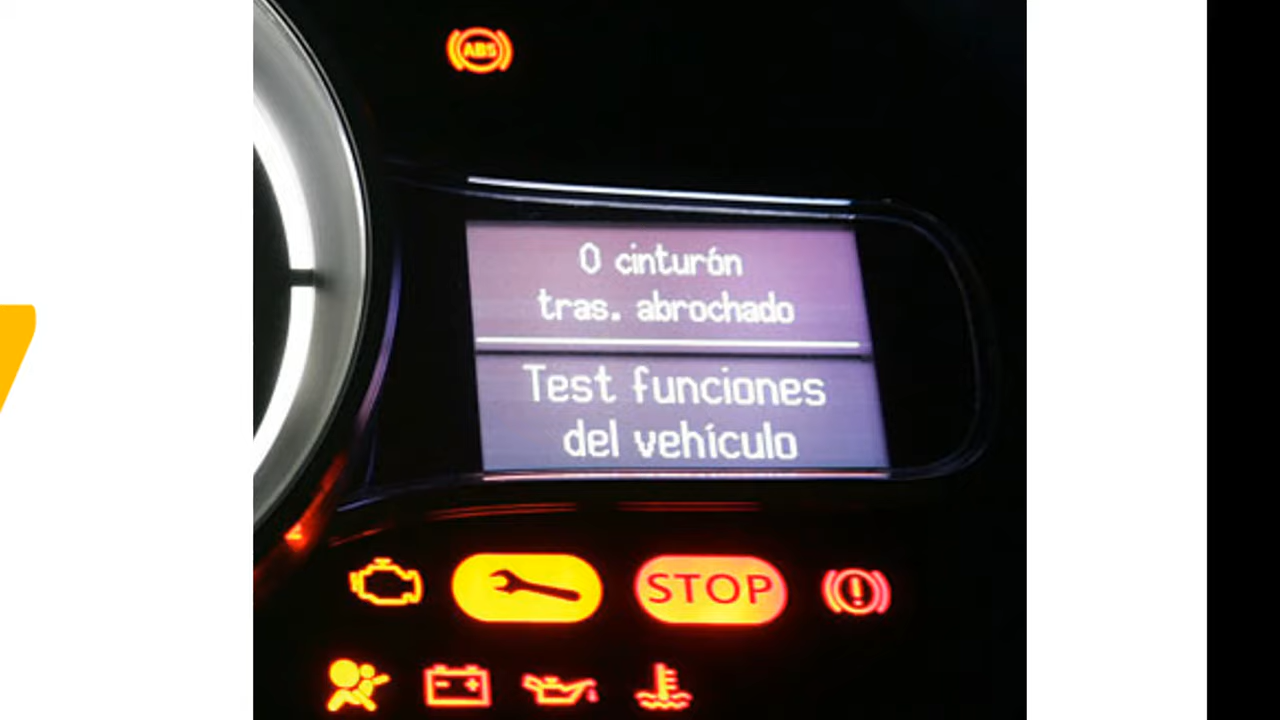 ABS
0 cinturón
tras. abrochado
Test funciones
del vehículo
STOP